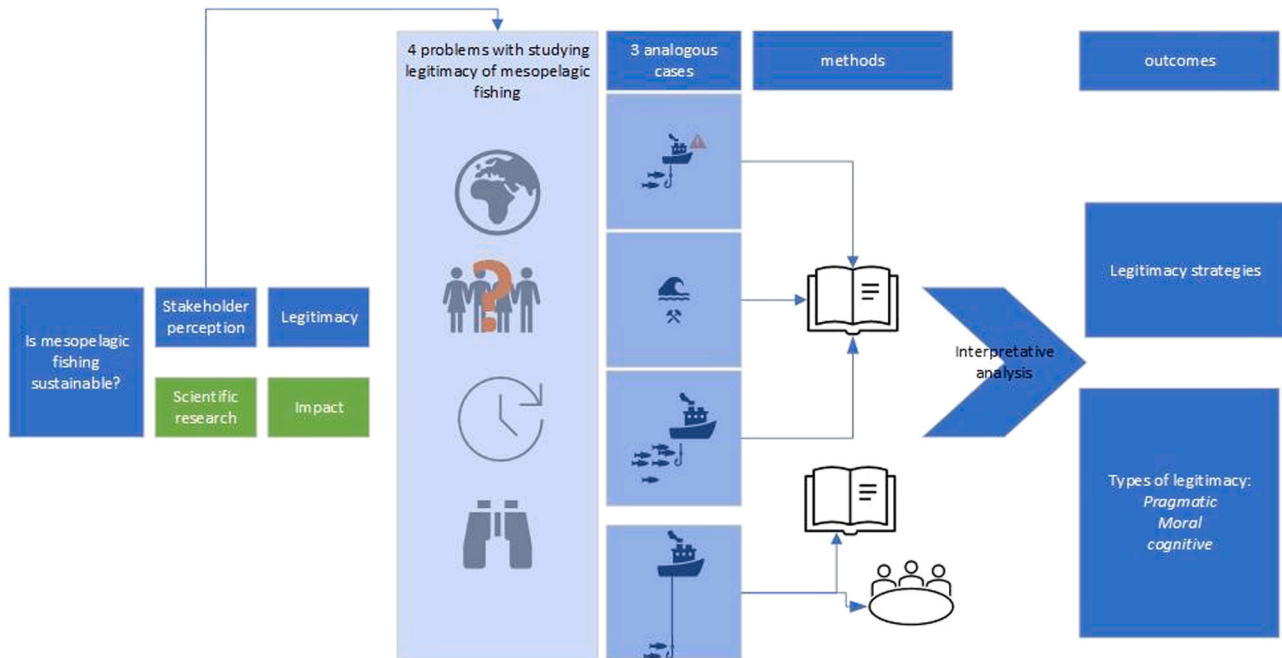 4 problems with studying
legitimacy of mesopelagic
fishing
3 analogous
cases
methods
outcomes
Is mesopelagic
fishing
sustainable?
Stakeholder
perception
Legitimacy
Scientific
research
Impact
?
Interpretative
analysis
Legitimacy strategies
Types of legitimacy:
Pragmatic
Moral
cognitive